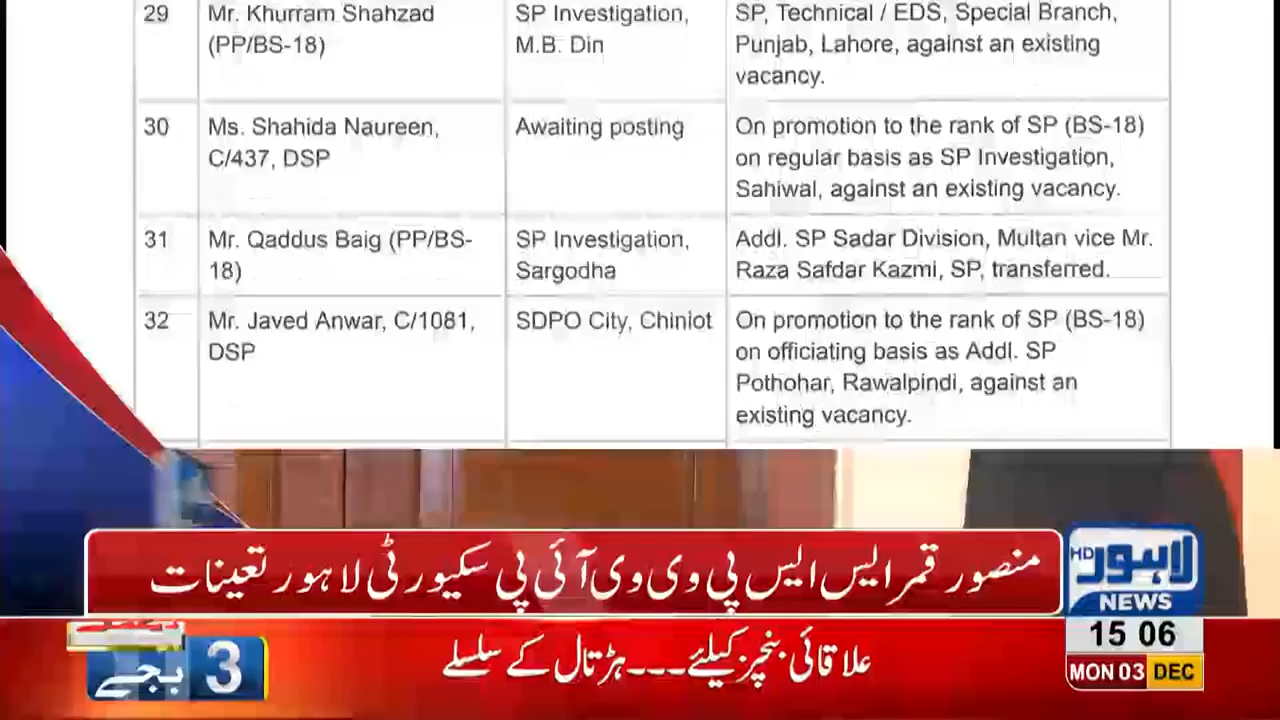 29 Mr. Khurram Shahzad SP Investigation, SP, Technical / EDS, Special Branch,
(PP/BS-18) M.B. Din Punjab, Lahore, against an existing
vacancy.
30 Ms. Shahida Naureen, Awaiting posting On promotion to the rank of SP (BS-18)
C/437, DSP on regular basis as SP Investigation,
Sahiwal, against an existing vacancy.
31 Mr. Qaddus Baig (PP/BS- SP Investigation, Addl. SP Sadar Division, Multan vice Mr.
18) Sargodha Raza Safdar Kazmi, SP, transferred.
32 Mr. Javed Anwar, C/1081, SDPO City, Chiniot On promotion to the rank of SP (BS-18)
DSP on officiating basis as Addl. SP
Pothohar, Rawalpindi, against an
existing vacancy.
منصور قمر ایس ایس پی وی وی آئی پی سکیورٹی لاہور تعینات
HD لاہور
NEWS
علاقائی بنچز کیلئے۔۔۔ہڑتال کے سلسلے
15 06
MON 03 DEC
3 بجے